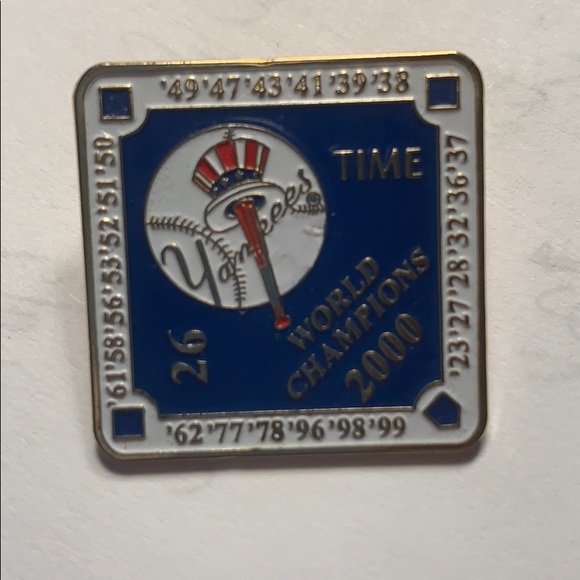 '49 '47 '43 '41 '39 '38
'61 '58 '56 '53 '52 '51 '50
Yankees
26
TIME
WORLD
CHAMPIONS
2000
'23 '27 '28 '32 '36 '37
'62 '77 '78 '96 '98 '99